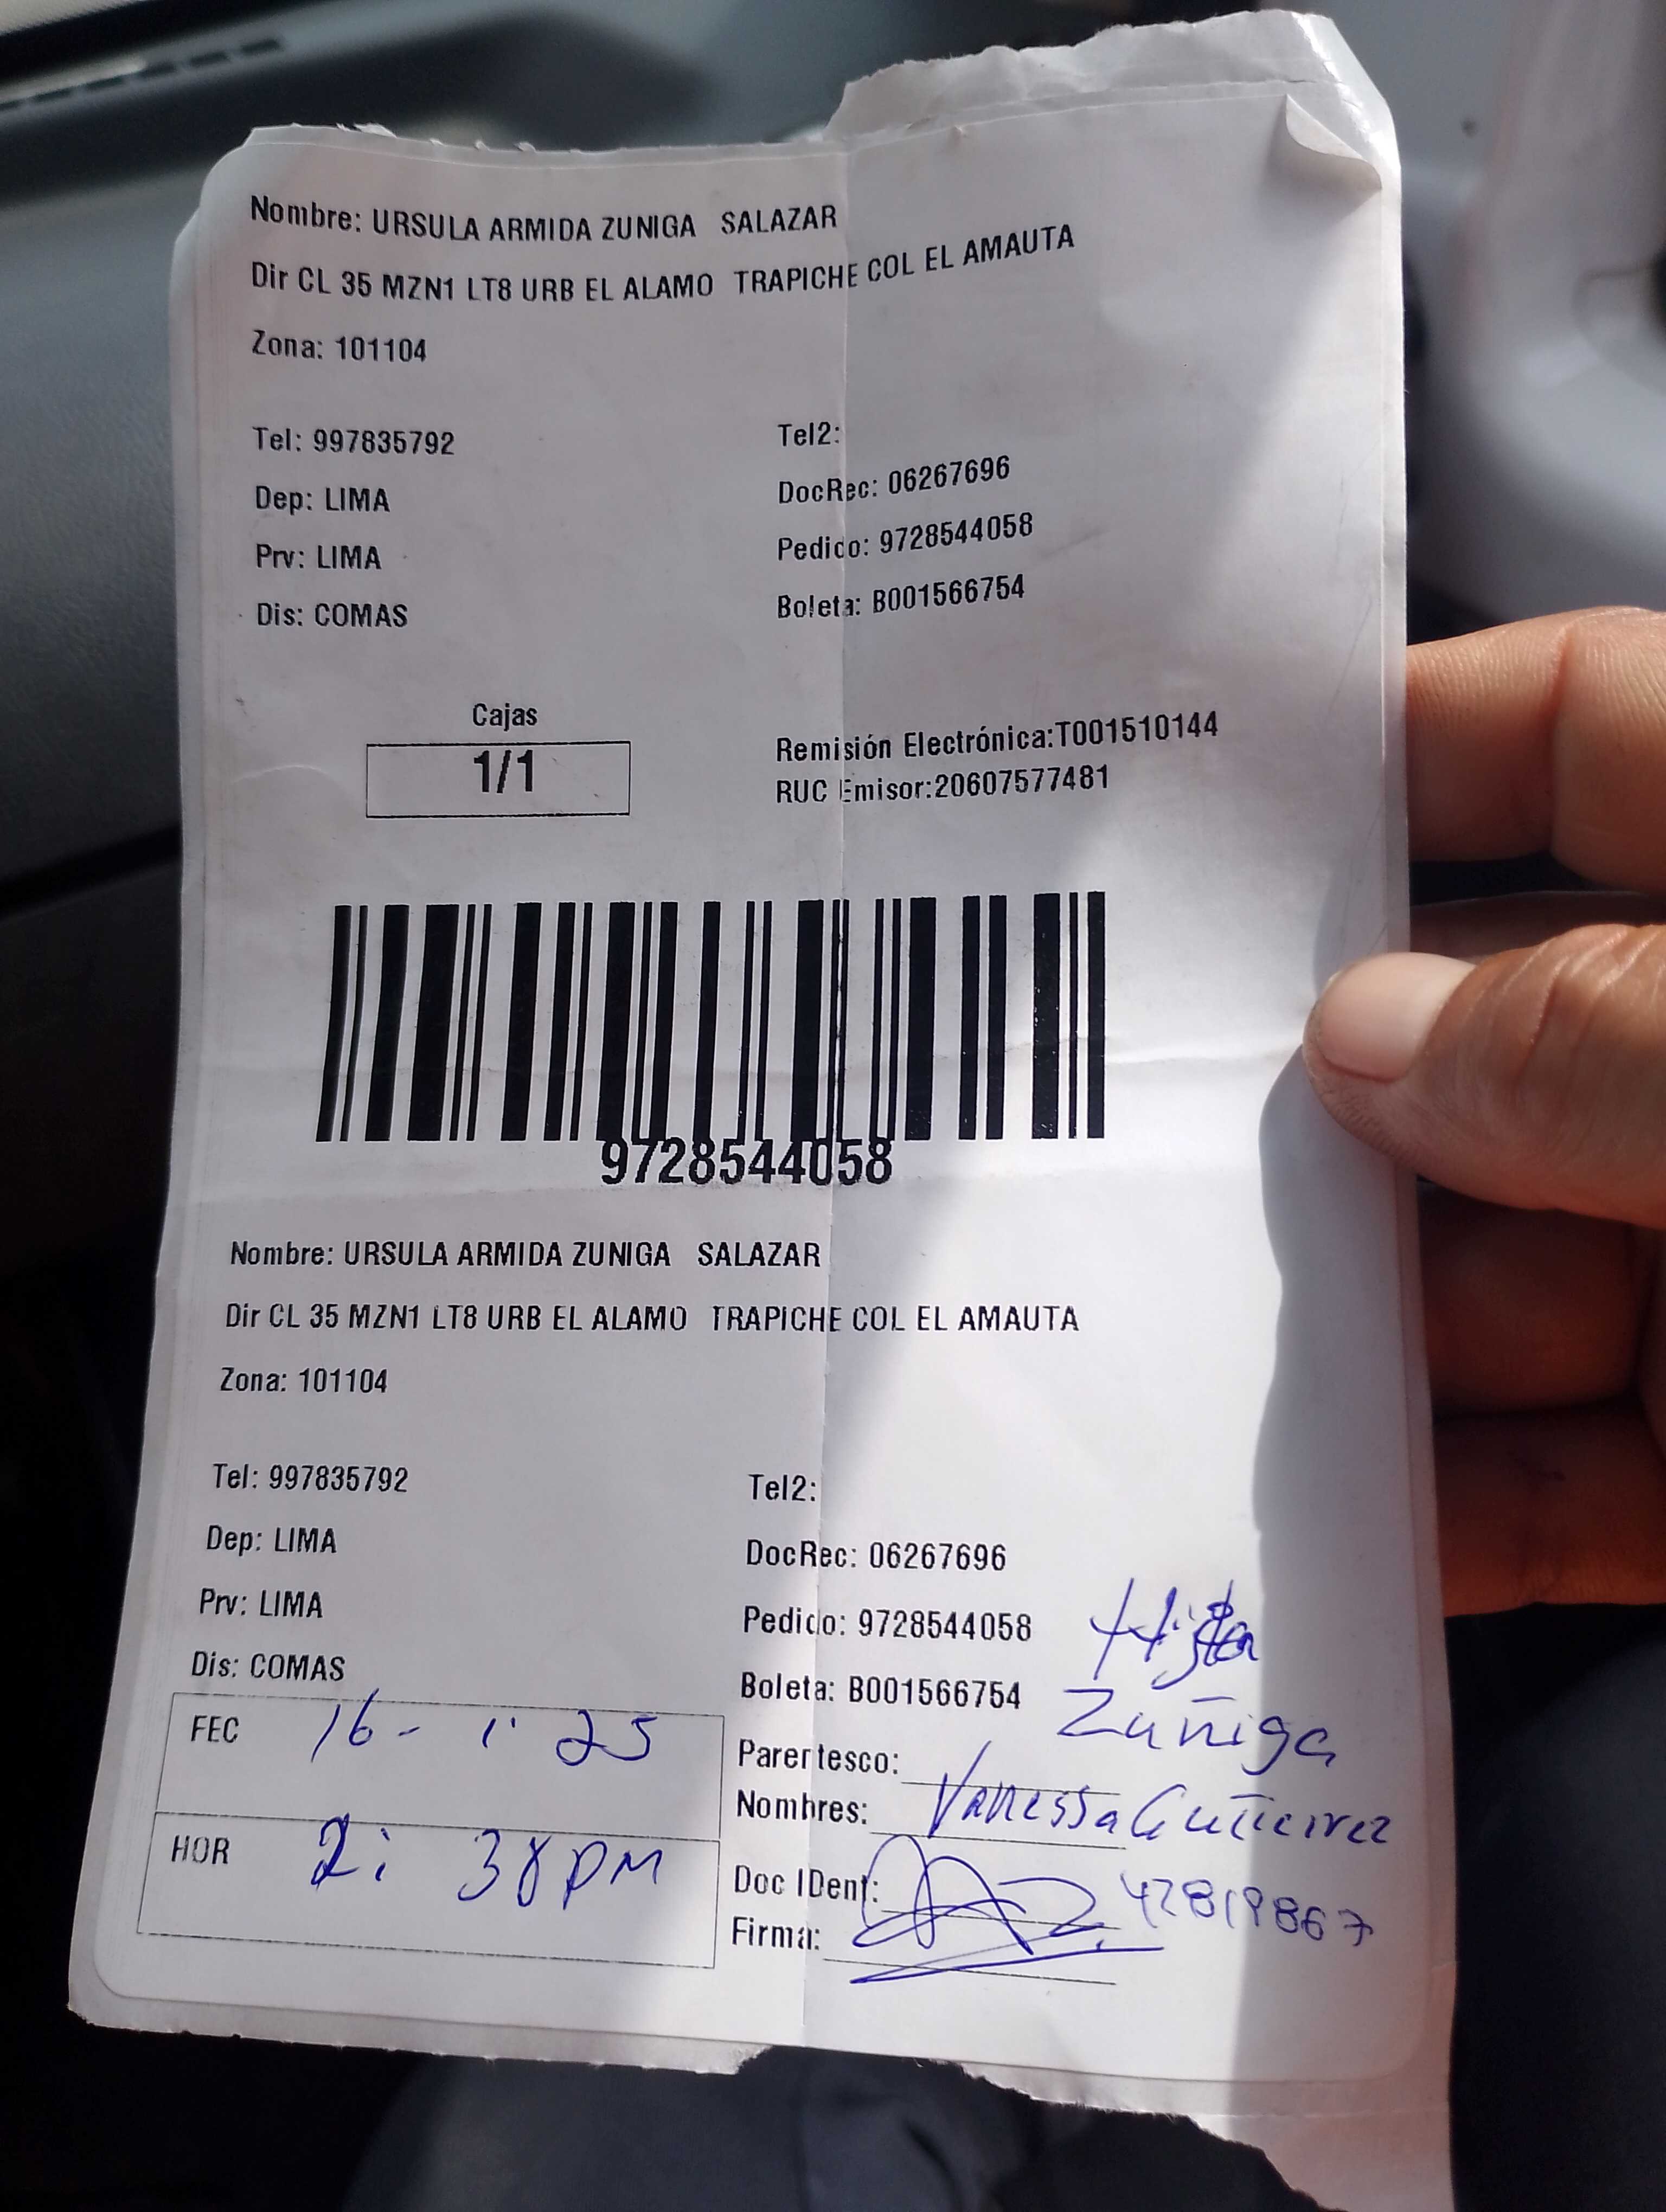 Nombre: URSULA ARMIDA ZUNIGA SALAZAR
Dir CL 35 MZN1 LT8 URB EL ALAMO TRAPICHE COL EL AMAUTA
Zona: 101104
Tel: 997835792 Tel2:
Dep: LIMA DocRec: 06267696
Prv: LIMA Pedido: 9728544058
Dis: COMAS Boleta: B001566754
Cajas
1/1
Remisión Electrónica:T001510144
RUC Emisor:20607577481
9728544058
Nombre: URSULA ARMIDA ZUNIGA SALAZAR
Dir CL 35 MZN1 LT8 URB EL ALAMO TRAPICHE COL EL AMAUTA
Zona: 101104
Tel: 997835792 Tel2:
Dep: LIMA DocRec: 06267696
Prv: LIMA Pedido: 9728544058
Dis: COMAS Boleta: B001566754
Zuñiga
FEC 16- 1· 25 Parentesco:
Nombres: Vanessa Gutierrez
HOR 2: 38 PM Doc IDent: 42819867
Firma: